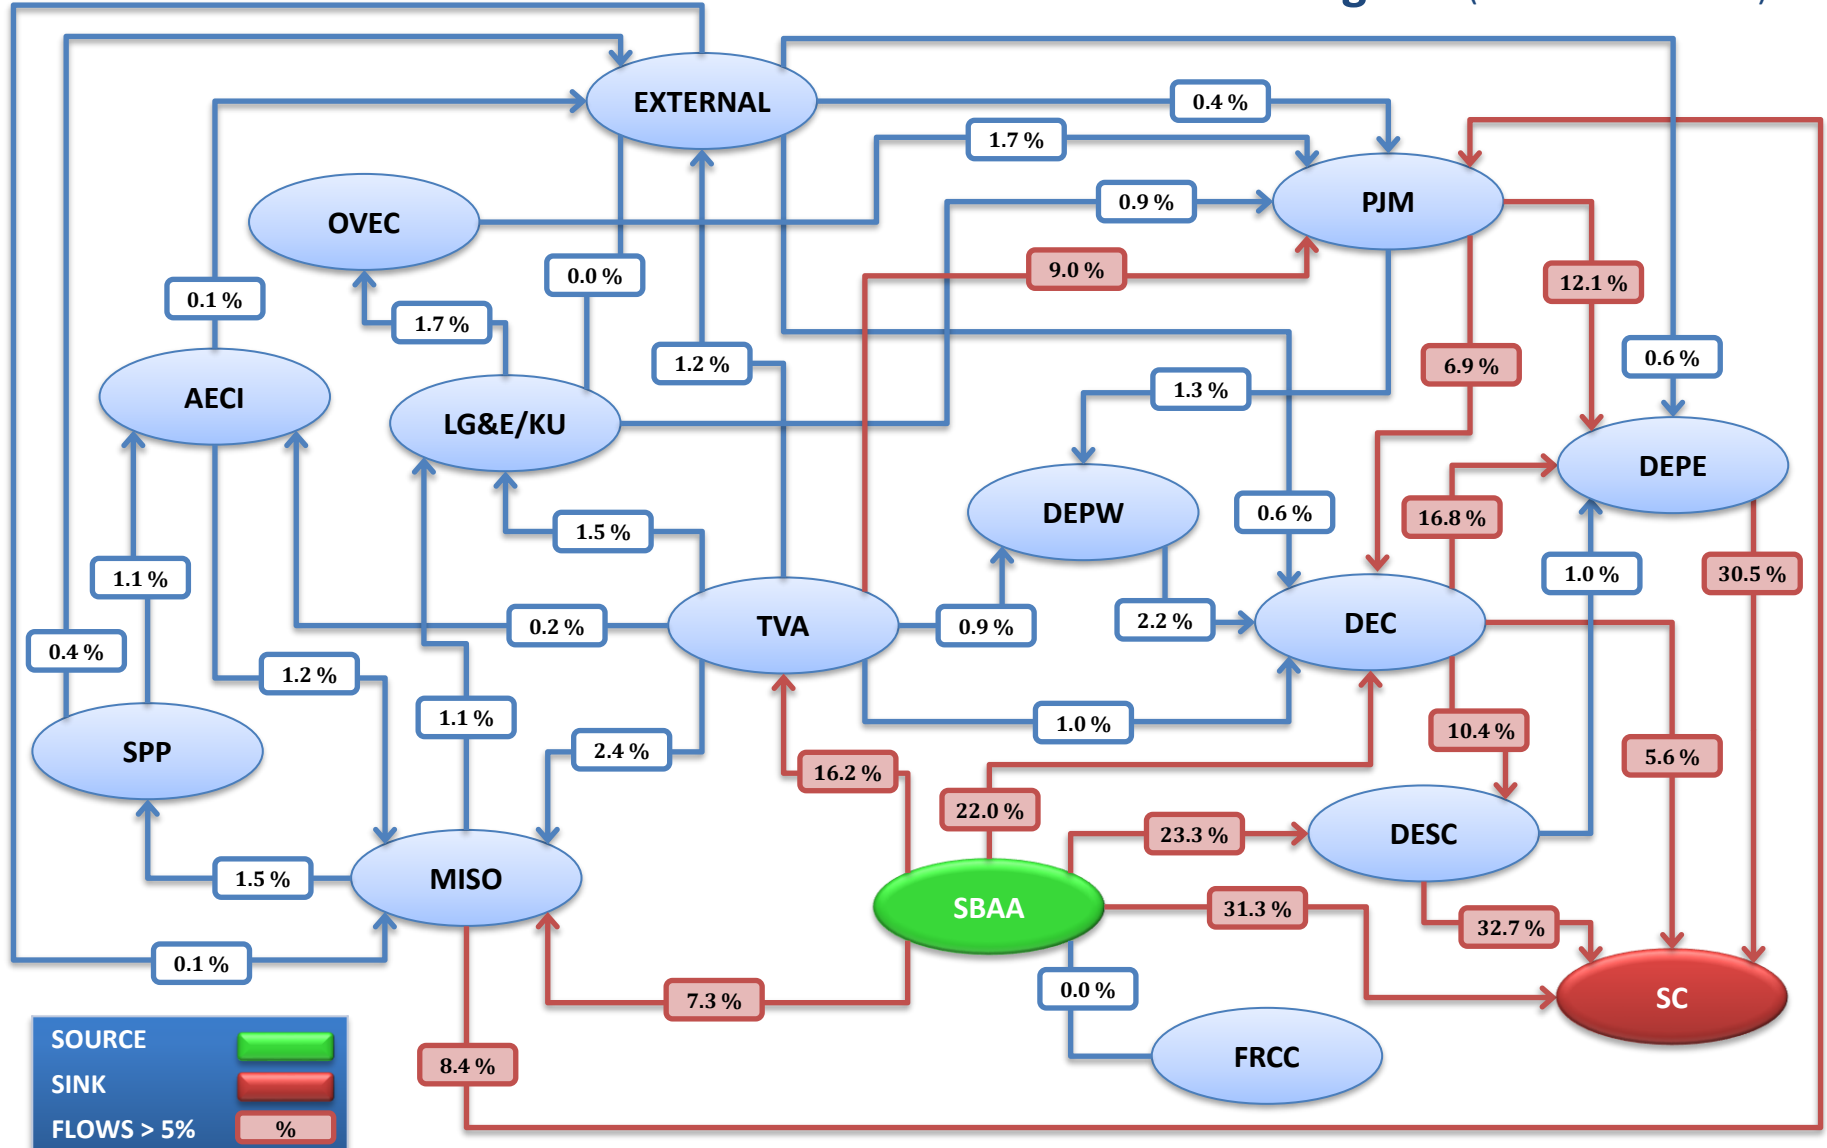 EXTERNAL
0.4 %
1.7 %
PJM
0.9 %
OVEC
9.0 %
0.0 %
12.1 %
0.1 %
1.7 %
1.2 %
6.9 %
0.6 %
1.3 %
AECI
LG&E/KU
DEPE
DEPW
0.6 %
16.8 %
1.5 %
1.1 %
1.0 %
30.5 %
0.2 %
TVA
0.9 %
2.2 %
DEC
0.4 %
1.2 %
1.1 %
1.0 %
10.4 %
SPP
2.4 %
16.2 %
5.6 %
22.0 %
23.3 %
DESC
1.5 %
MISO
SBAA
31.3 %
32.7 %
0.1 %
7.3 %
0.0 %
SC
SOURCE
8.4 %
FRCC
SINK
FLOWS > 5%
%